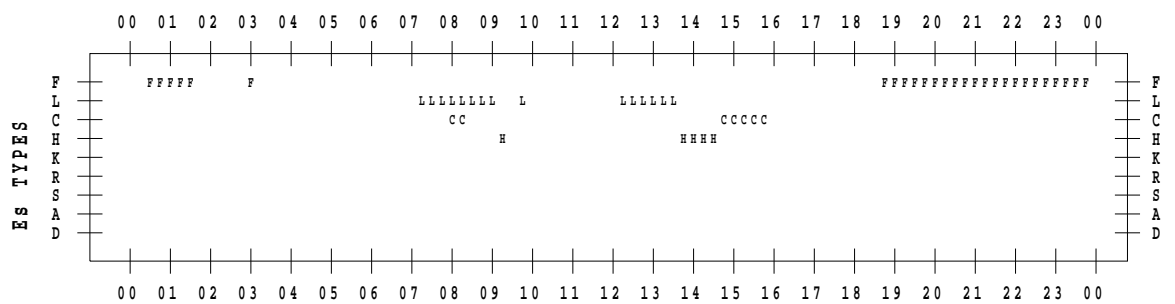 00 01 02 03 04 05 06 07 08 09 10 11 12 13 14 15 16 17 18 19 20 21 22 23 00
F FFFFF F FFFFFFFFFFFFFFFFFFFFF F
L LLLLLLLL L LLLLLL L
C CC CCCCC C
H H HHHH H
K K
R R
S S
A A
D D
Es TYPES
00 01 02 03 04 05 06 07 08 09 10 11 12 13 14 15 16 17 18 19 20 21 22 23 00